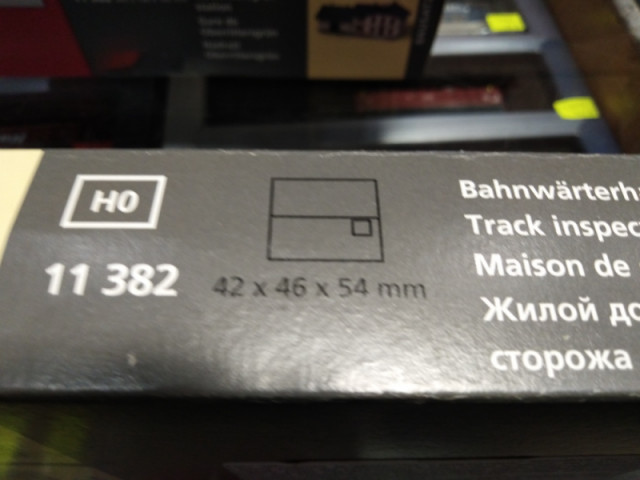 H0
11 382
42 x 46 x 54 mm
Bahnwärterh
Track inspec
Maison de
Жилой до
сторожа